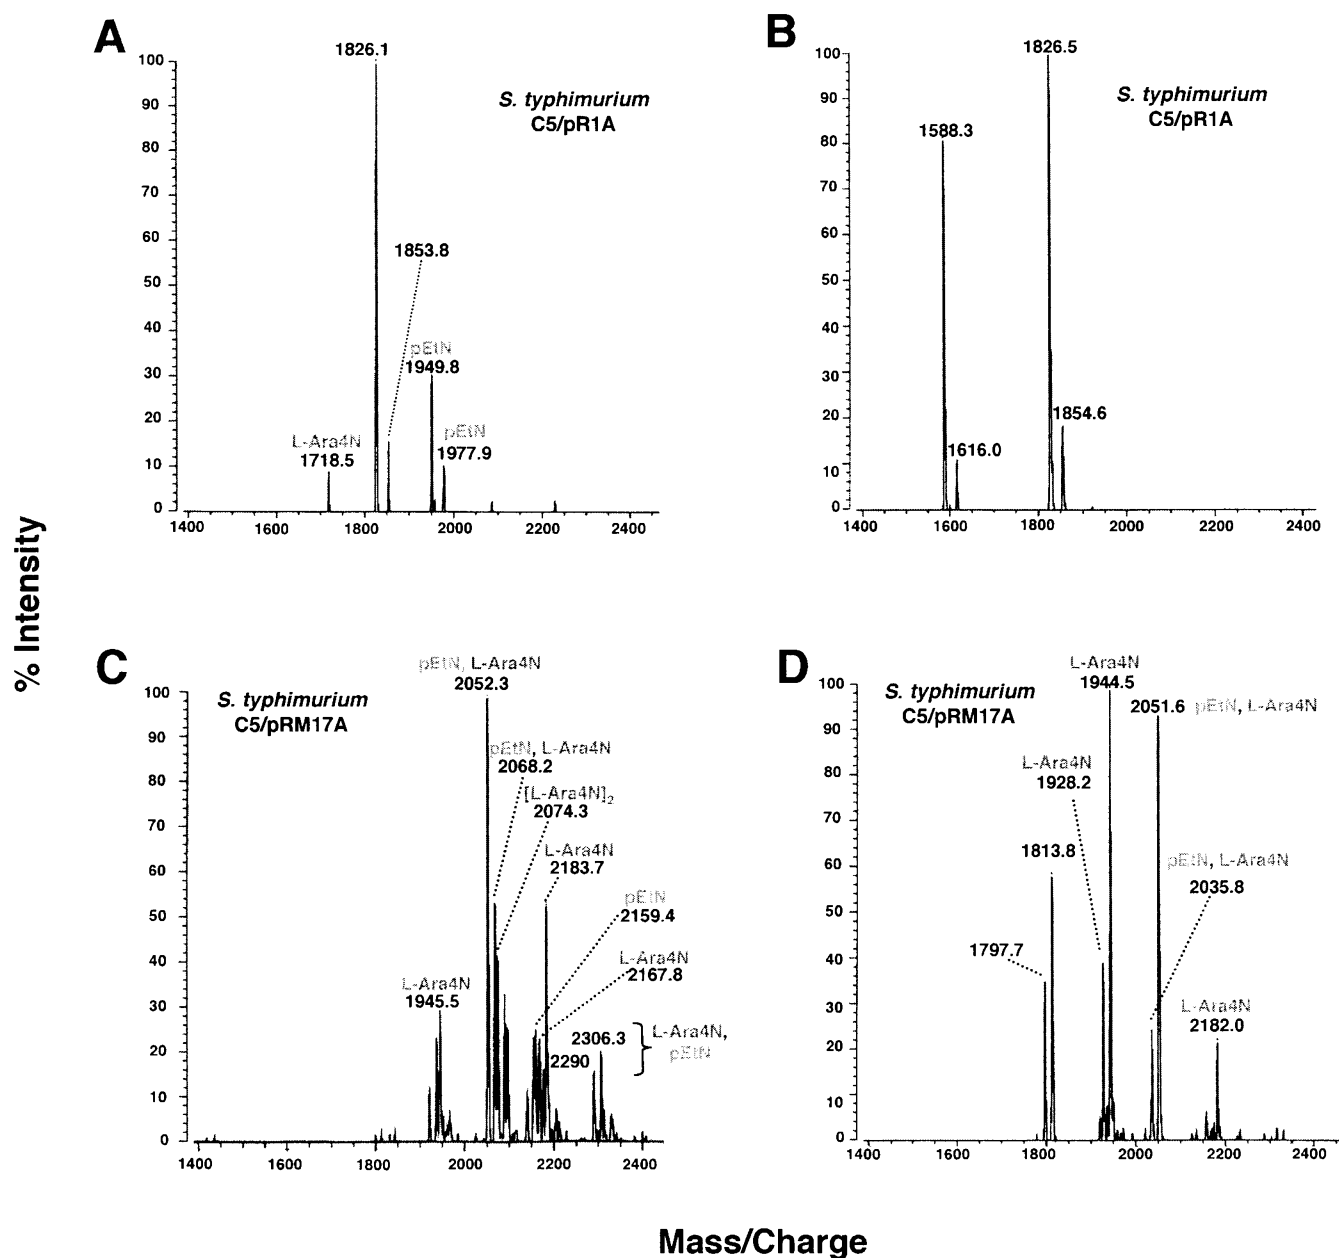 A
1826.1
S. typhimurium
C5/pR1A
1853.8
pEtN
1949.8
L-Ara4N
1718.5
pEtN
1977.9
100
90
80
70
60
50
40
30
20
10
0
1400 1600 1800 2000 2200 2400
B
1826.5
S. typhimurium
C5/pR1A
1588.3
1854.6
1616.0
100
90
80
70
60
50
40
30
20
10
0
1400 1600 1800 2000 2200 2400
% Intensity
C
pEtN, L-Ara4N
2052.3
S. typhimurium
C5/pRM17A
pEtN, L-Ara4N
2068.2
[L-Ara4N]2
2074.3
L-Ara4N
2183.7
pEtN
2159.4
L-Ara4N
2167.8
L-Ara4N
1945.5
2306.3
2290
L-Ara4N,
pEtN
100
90
80
70
60
50
40
30
20
10
0
1400 1600 1800 2000 2200 2400
D
L-Ara4N
1944.5
S. typhimurium
C5/pRM17A
2051.6 pEtN, L-Ara4N
L-Ara4N
1928.2
1813.8
pEtN, L-Ara4N
2035.8
1797.7
L-Ara4N
2182.0
100
90
80
70
60
50
40
30
20
10
0
1400 1600 1800 2000 2200 2400
Mass/Charge